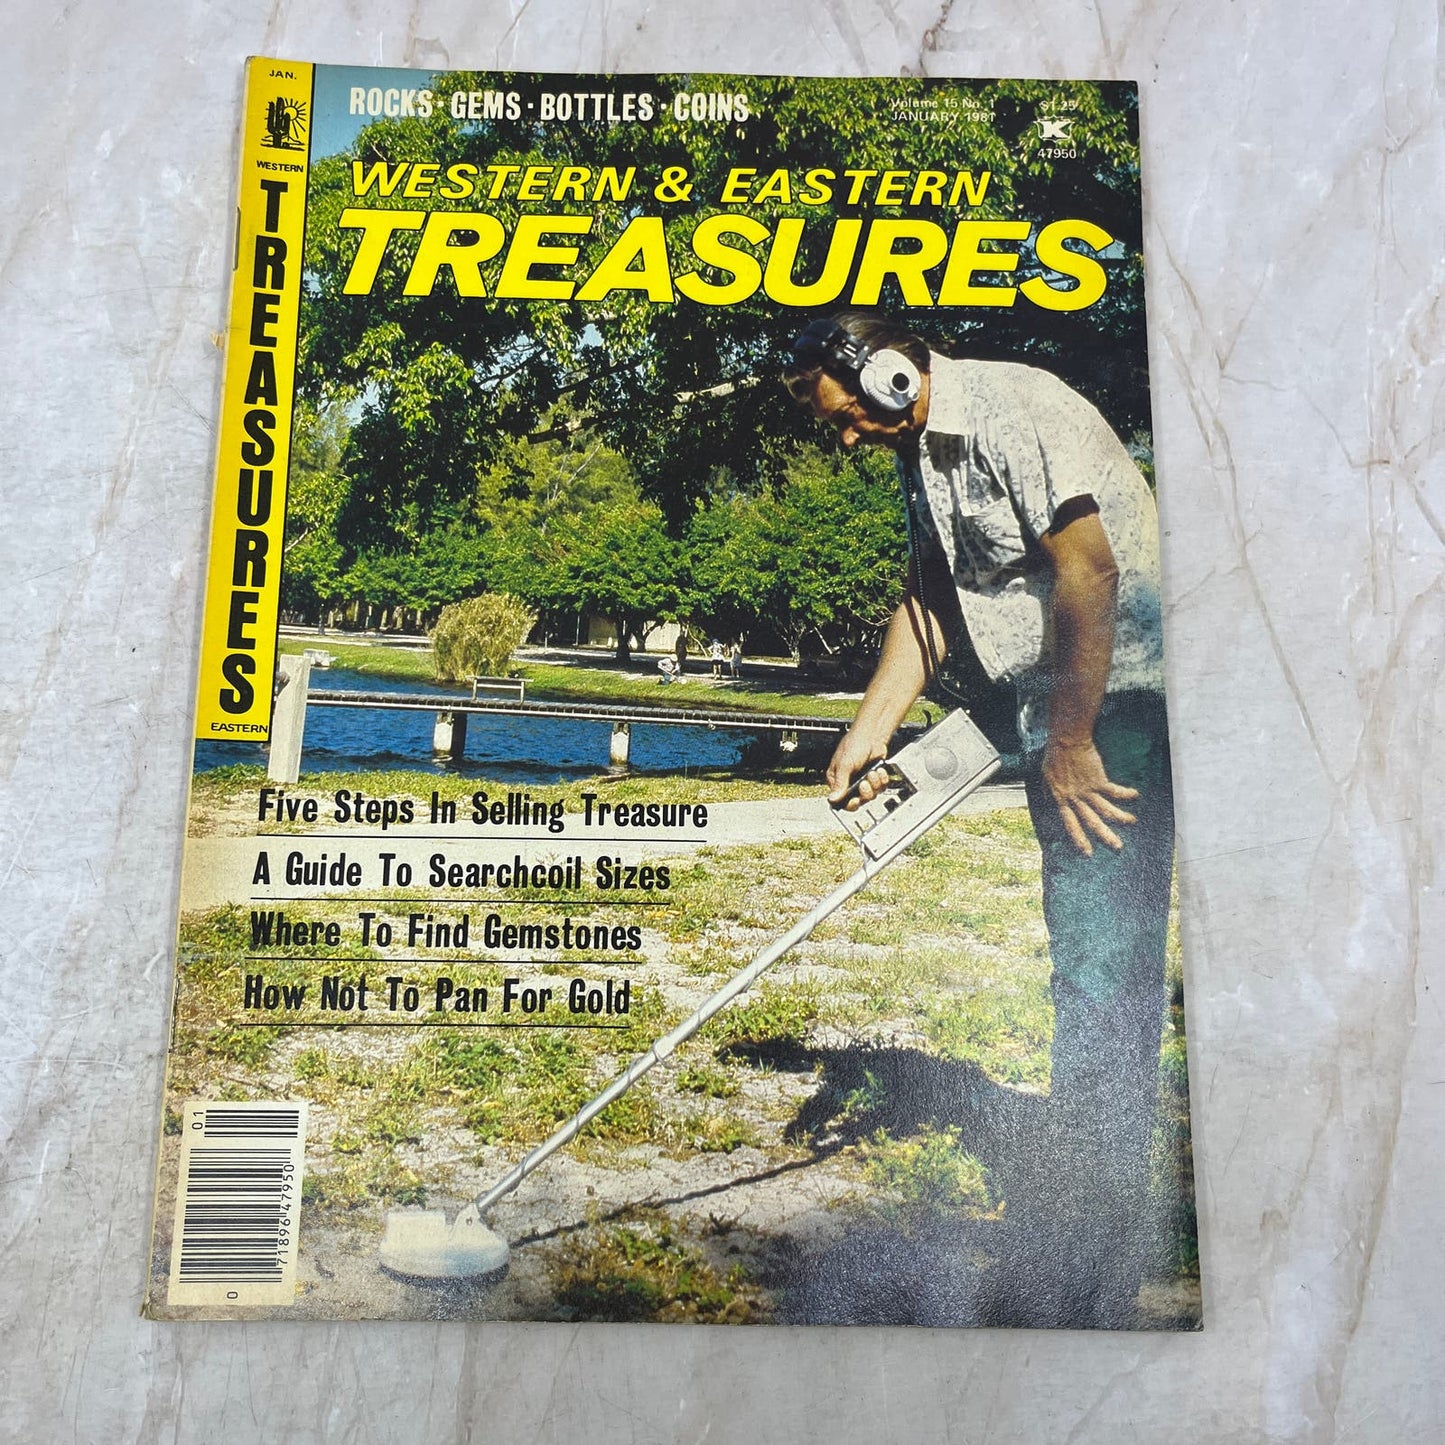 JAN.
WESTERN
TREASURES
EASTERN
ROCKS · GEMS · BOTTLES · COINS
Volume 15 No. 1
JANUARY 1981
$1.25
K
47950
WESTERN & EASTERN
TREASURES
Five Steps In Selling Treasure
A Guide To Searchcoil Sizes
Where To Find Gemstones
How Not To Pan For Gold
01
71896 47950
0